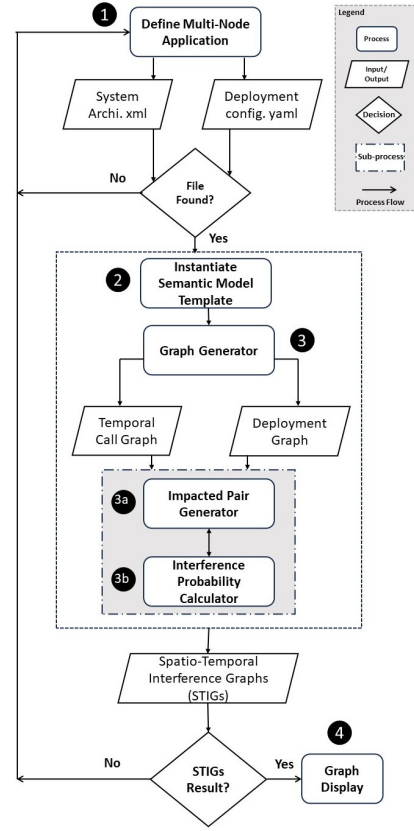 1
Define Multi-Node
Application
System
Archi. xml
Deployment
config. yaml
File
Found?
No
Yes
2
Instantiate
Semantic Model
Template
3
Graph Generator
Temporal
Call Graph
Deployment
Graph
3a
Impacted Pair
Generator
3b
Interference
Probability
Calculator
Spatio-Temporal
Interference Graphs
(STIGs)
STIGs
Result?
No
Yes
4
Graph
Display
Legend
Process
Input/
Output
Decision
Sub-process
Process Flow